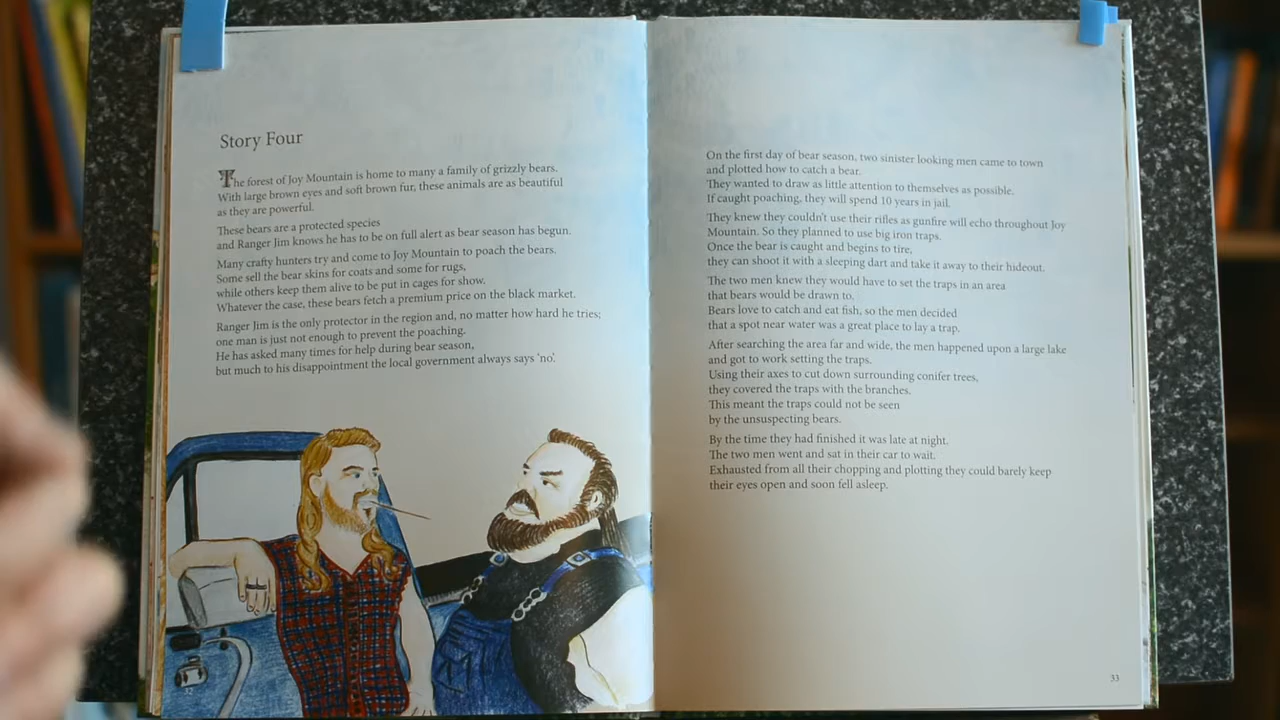 Story Four
The forest of Joy Mountain is home to many a family of grizzly bears.
With large brown eyes and soft brown fur, these animals are as beautiful
as they are powerful.
These bears are a protected species
and Ranger Jim knows he has to be on full alert as bear season has begun.
Many crafty hunters try and come to Joy Mountain to poach the bears.
Some sell the bear skins for coats and some for rugs,
while others keep them alive to be put in cages for show.
Whatever the case, these bears fetch a premium price on the black market.
Ranger Jim is the only protector in the region and, no matter how hard he tries;
one man is just not enough to prevent the poaching.
He has asked many times for help during bear season,
but much to his disappointment the local government always says 'no'.
On the first day of bear season, two sinister looking men came to town
and plotted how to catch a bear.
They wanted to draw as little attention to themselves as possible.
If caught poaching, they will spend 10 years in jail.
They knew they couldn't use their rifles as gunfire will echo throughout Joy
Mountain. So they planned to use big iron traps.
Once the bear is caught and begins to tire,
they can shoot it with a sleeping dart and take it away to their hideout.
The two men knew they would have to set the traps in an area
that bears would be drawn to.
Bears love to catch and eat fish, so the men decided
that a spot near water was a great place to lay a trap.
After searching the area far and wide, the men happened upon a large lake
and got to work setting the traps.
Using their axes to cut down surrounding conifer trees,
they covered the traps with the branches.
This meant the traps could not be seen
by the unsuspecting bears.
By the time they had finished it was late at night.
The two men went and sat in their car to wait.
Exhausted from all their chopping and plotting they could barely keep
their eyes open and soon fell asleep.
33